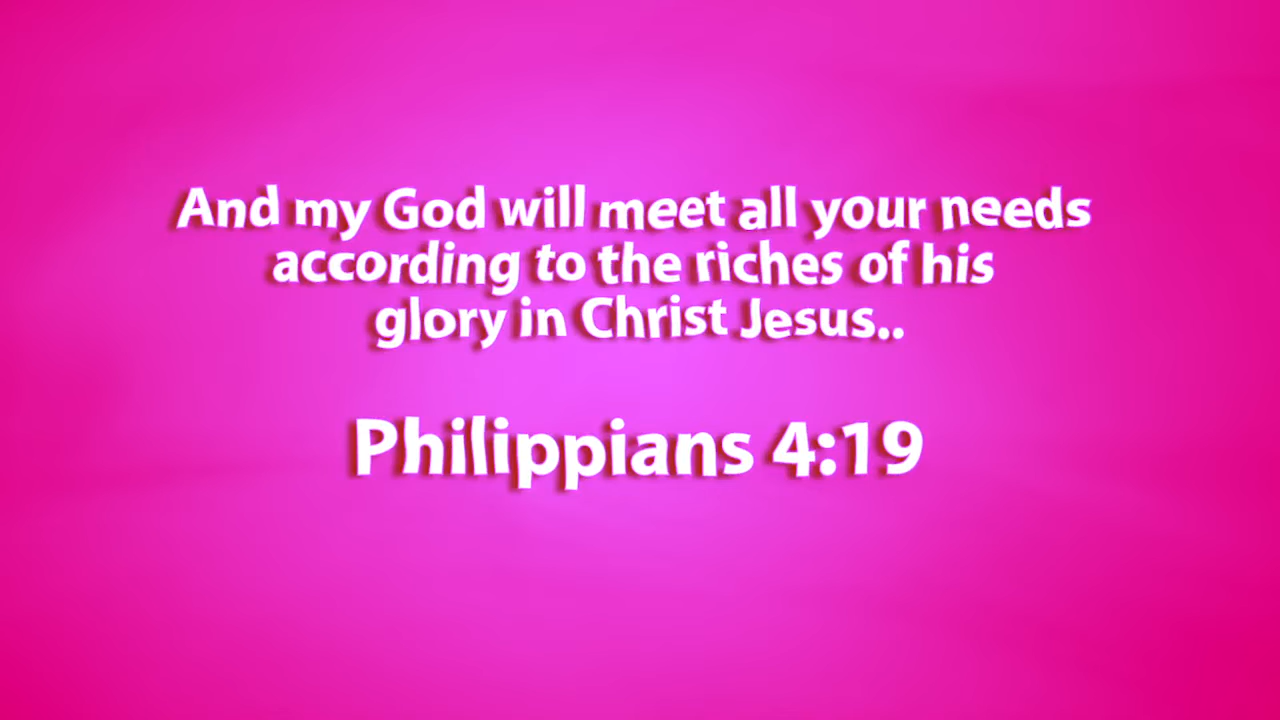 And my God will meet all your needs
according to the riches of his
glory in Christ Jesus..
Philippians 4:19